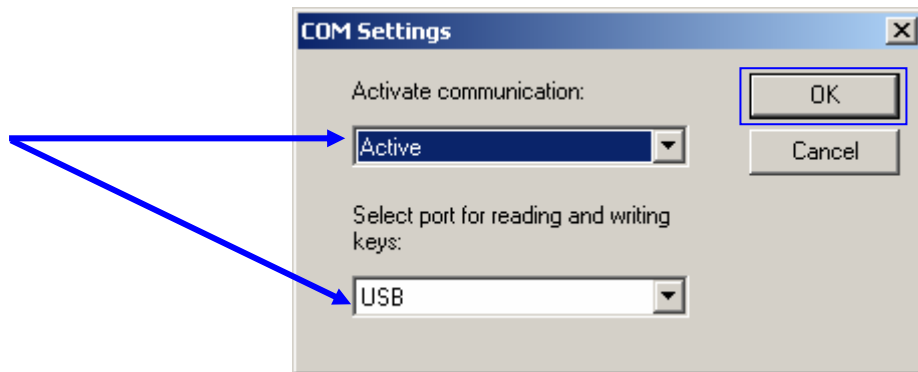 COM Settings
Activate communication:
OK
Active
Cancel
Select port for reading and writing
keys:
USB